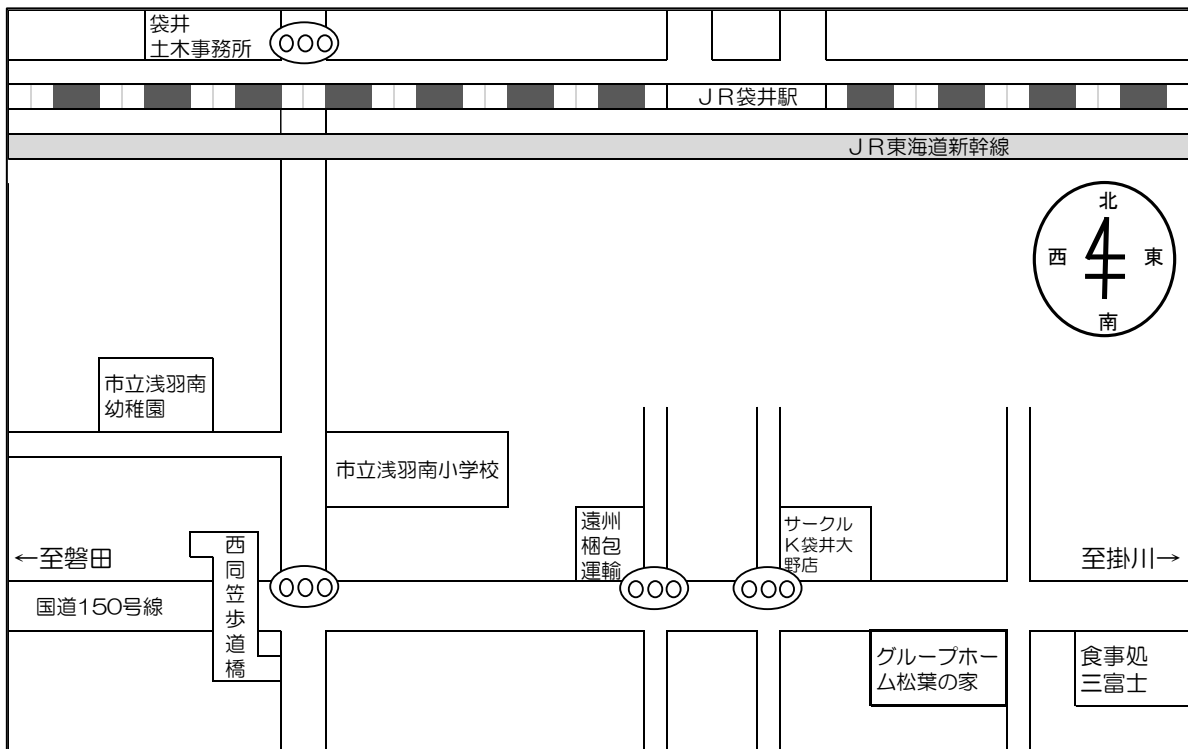 袋井
土木事務所
ＪＲ袋井駅
ＪＲ東海道新幹線
北
西
東
南
市立浅羽南
幼稚園
市立浅羽南小学校
遠州
梱包
運輸
サークル
Ｋ袋井大
野店
←至磐田
至掛川→
西同笠歩道橋
国道150号線
グループホー
ム松葉の家
食事処
三富士